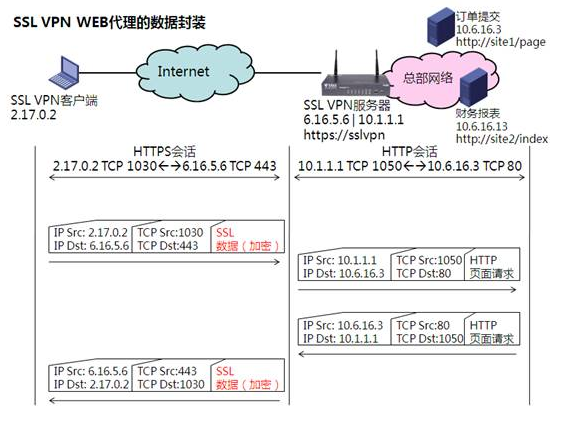 SSL VPN WEB代理的数据封装
订单提交
10.6.16.3
http://site1/page
Internet
总部网络
SSL VPN客户端
2.17.0.2
SSL VPN服务器
6.16.5.6|10.1.1.1
https://sslvpn
财务报表
10.6.16.13
http://site2/index
HTTPS会话
2.17.0.2 TCP 1030<->6.16.5.6 TCP 443
HTTP会话
10.1.1.1 TCP 1050<->10.6.16.3 TCP 80
IP Src: 2.17.0.2 TCP Src:1030 SSL
IP Dst: 6.16.5.6 TCP Dst:443 数据（加密）
IP Src: 10.1.1.1 TCP Src:1050 HTTP
IP Dst: 10.6.16.3 TCP Dst:80 页面请求
IP Src: 10.6.16.3 TCP Src:80 HTTP
IP Dst: 10.1.1.1 TCP Dst:1050 页面请求
IP Src: 6.16.5.6 TCP Src:443 SSL
IP Dst: 2.17.0.2 TCP Dst:1030 数据（加密）